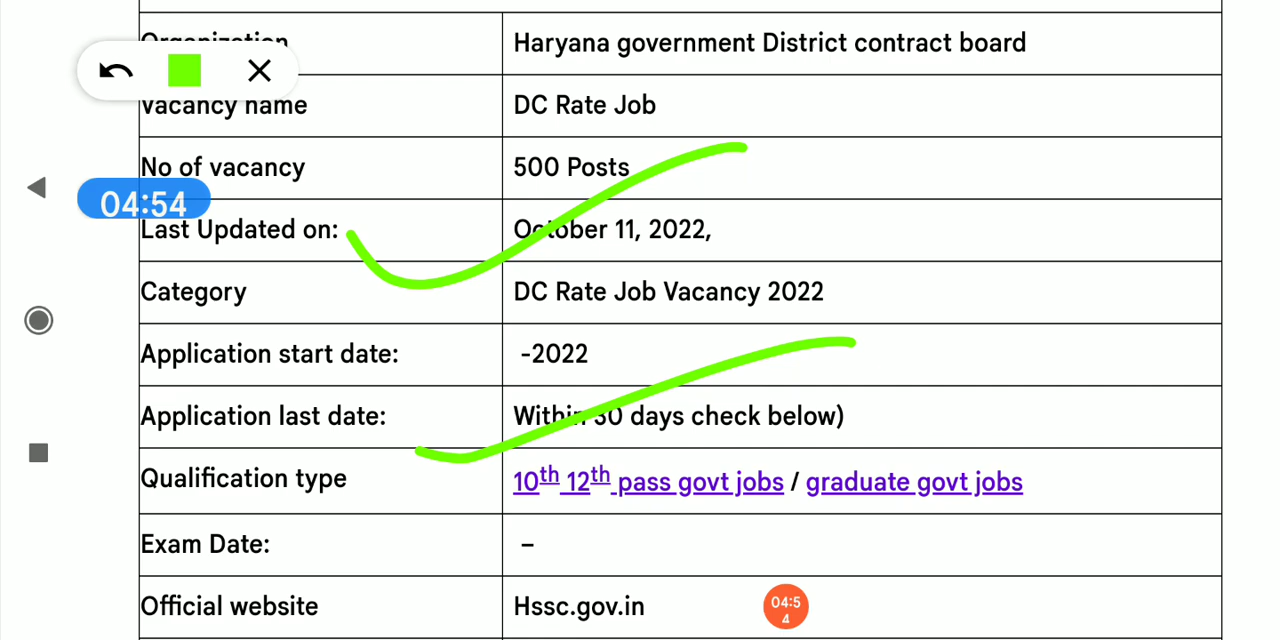 Organization Haryana government District contract board
Vacancy name DC Rate Job
No of vacancy 500 Posts
04:54
Last Updated on: October 11, 2022,
Category DC Rate Job Vacancy 2022
Application start date: -2022
Application last date: Within 30 days check below)
Qualification type 10th 12th pass govt jobs / graduate govt jobs
Exam Date: –
Official website Hssc.gov.in
04:5
4